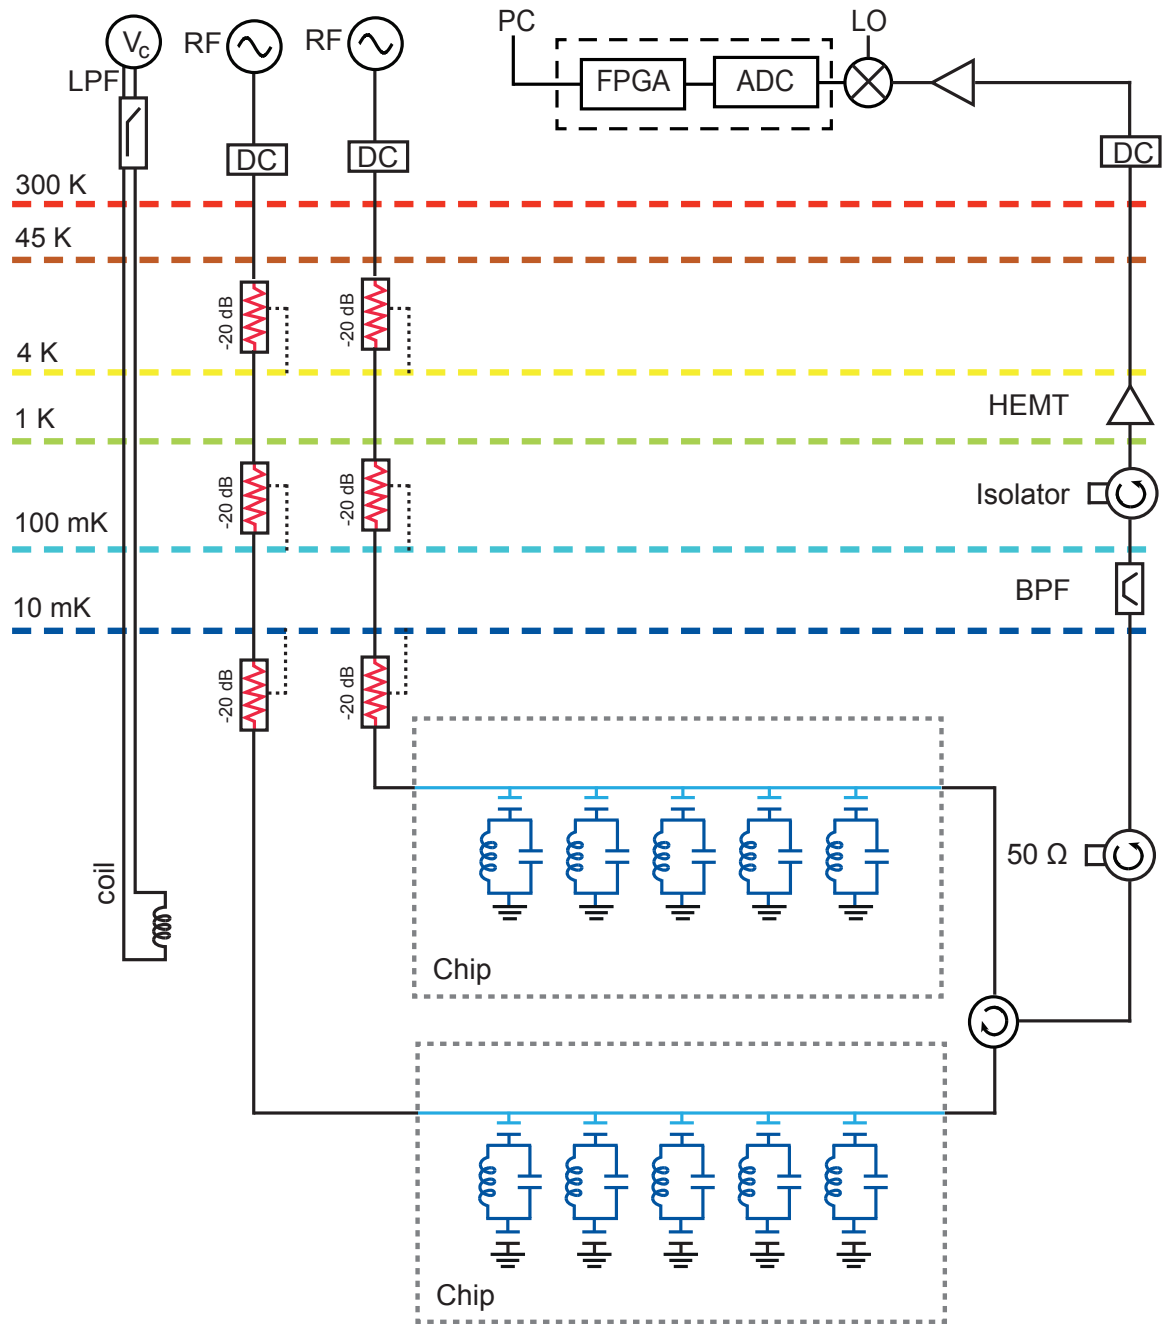 PC
LO
RF
RF
Vc
LPF
FPGA
ADC
DC
DC
DC
300 K
45 K
-20 dB
-20 dB
4 K
HEMT
1 K
-20 dB
-20 dB
Isolator
100 mK
BPF
10 mK
-20 dB
-20 dB
50 Ω
coil
Chip
Chip